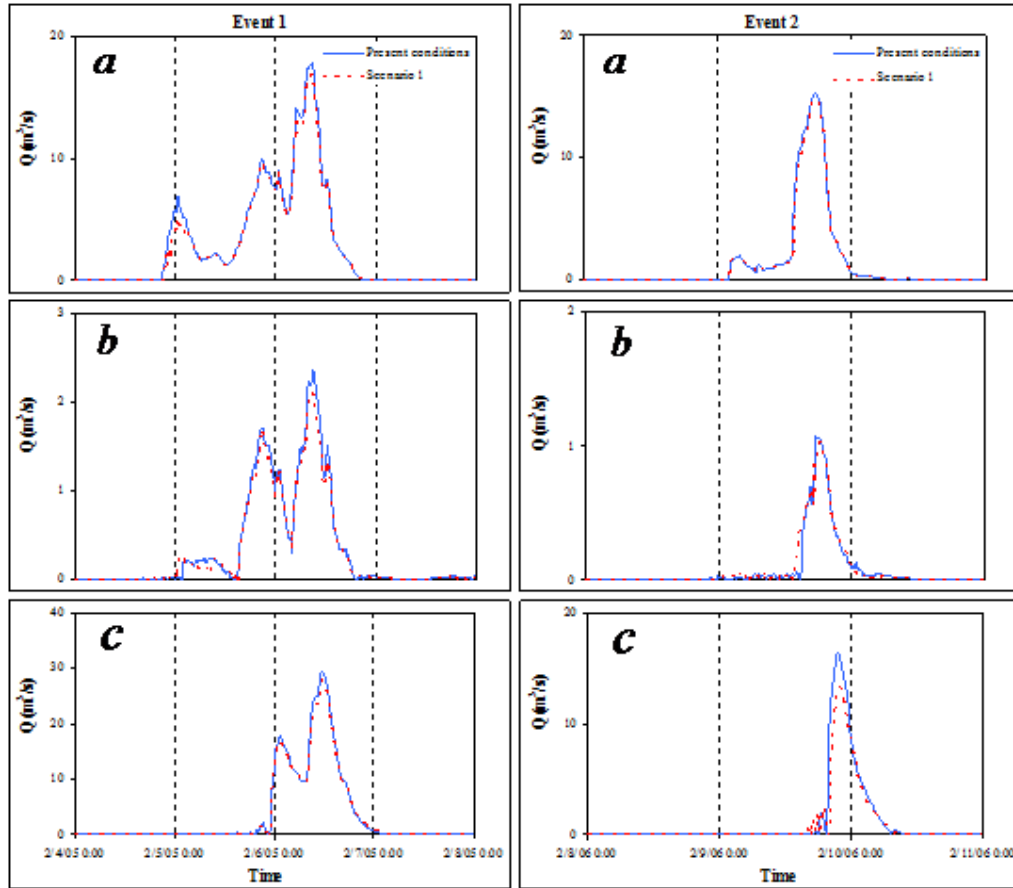 Event 1
20
a
Present conditions
Scenario 1
10
Q (m³/s)
0
3
b
2
Q (m³/s)
1
0
40
c
30
Q (m³/s)
20
10
0
2/4/05 0:00 2/5/05 0:00 2/6/05 0:00 2/7/05 0:00 2/8/05 0:00
Time
Event 2
20
a
Present conditions
Scenario 1
Q (m³/s)
10
0
2
b
Q (m³/s)
1
0
20
c
Q (m³/s)
10
0
2/8/06 0:00 2/9/06 0:00 2/10/06 0:00 2/11/06 0:00
Time